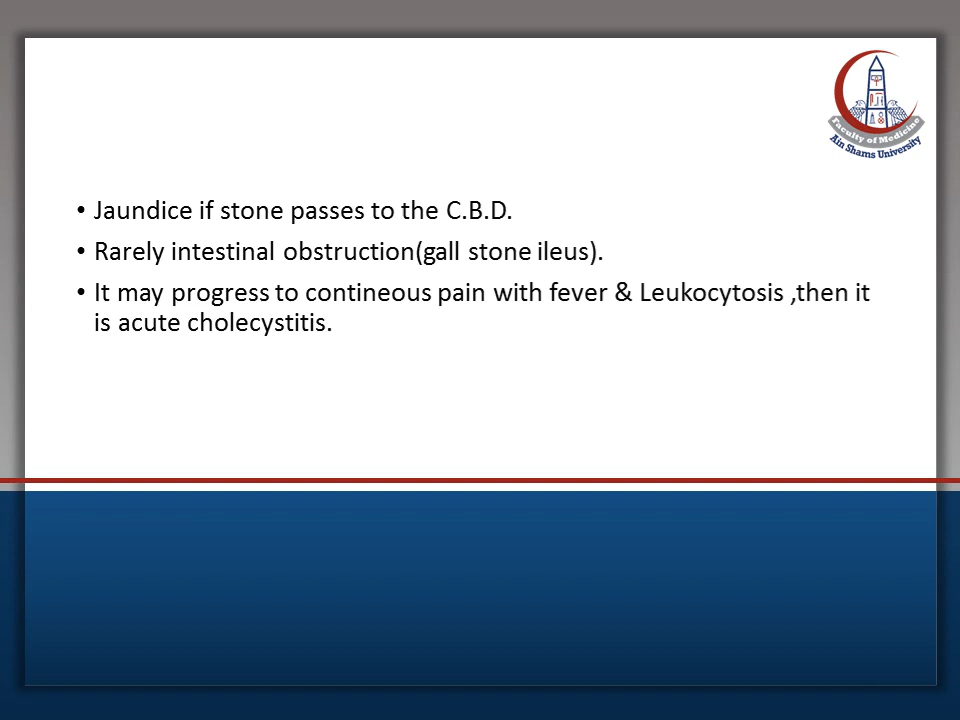 Faculty of Medicine
Ain Shams University
• Jaundice if stone passes to the C.B.D.
• Rarely intestinal obstruction(gall stone ileus).
• It may progress to contineous pain with fever & Leukocytosis ,then it
is acute cholecystitis.